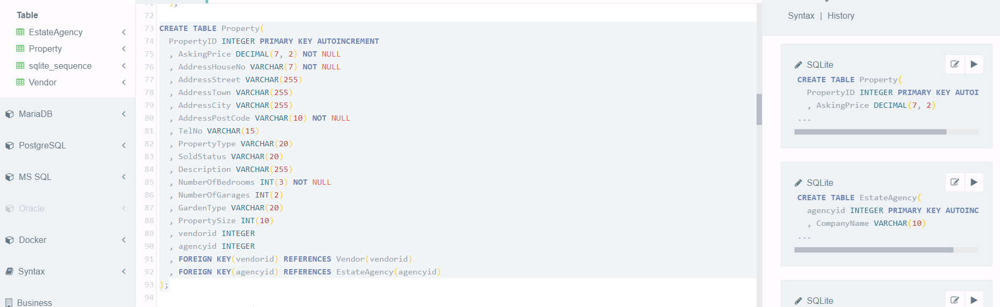 Table
EstateAgency
Property
sqlite_sequence
Vendor
MariaDB
PostgreSQL
MS SQL
Oracle
Docker
Syntax
Business
72
73 CREATE TABLE Property(
74 PropertyID INTEGER PRIMARY KEY AUTOINCREMENT
75 , AskingPrice DECIMAL(7, 2) NOT NULL
76 , AddressHouseNo VARCHAR(7) NOT NULL
77 , AddressStreet VARCHAR(255)
78 , AddressTown VARCHAR(255)
79 , AddressCity VARCHAR(255)
80 , AddressPostCode VARCHAR(10) NOT NULL
81 , TelNo VARCHAR(15)
82 , PropertyType VARCHAR(20)
83 , SoldStatus VARCHAR(20)
84 , Description VARCHAR(255)
85 , NumberOfBedrooms INT(3) NOT NULL
86 , NumberOfGarages INT(2)
87 , GardenType VARCHAR(20)
88 , PropertySize INT(10)
89 , vendorid INTEGER
90 , agencyid INTEGER
91 , FOREIGN KEY(vendorid) REFERENCES Vendor(vendorid)
92 , FOREIGN KEY(agencyid) REFERENCES EstateAgency(agencyid)
93 );
94
Syntax | History
SQLite
CREATE TABLE Property(
PropertyID INTEGER PRIMARY KEY AUTOI
, AskingPrice DECIMAL(7, 2)
...
SQLite
CREATE TABLE EstateAgency(
agencyid INTEGER PRIMARY KEY AUTOINC
, CompanyName VARCHAR(10)
...
SQLite